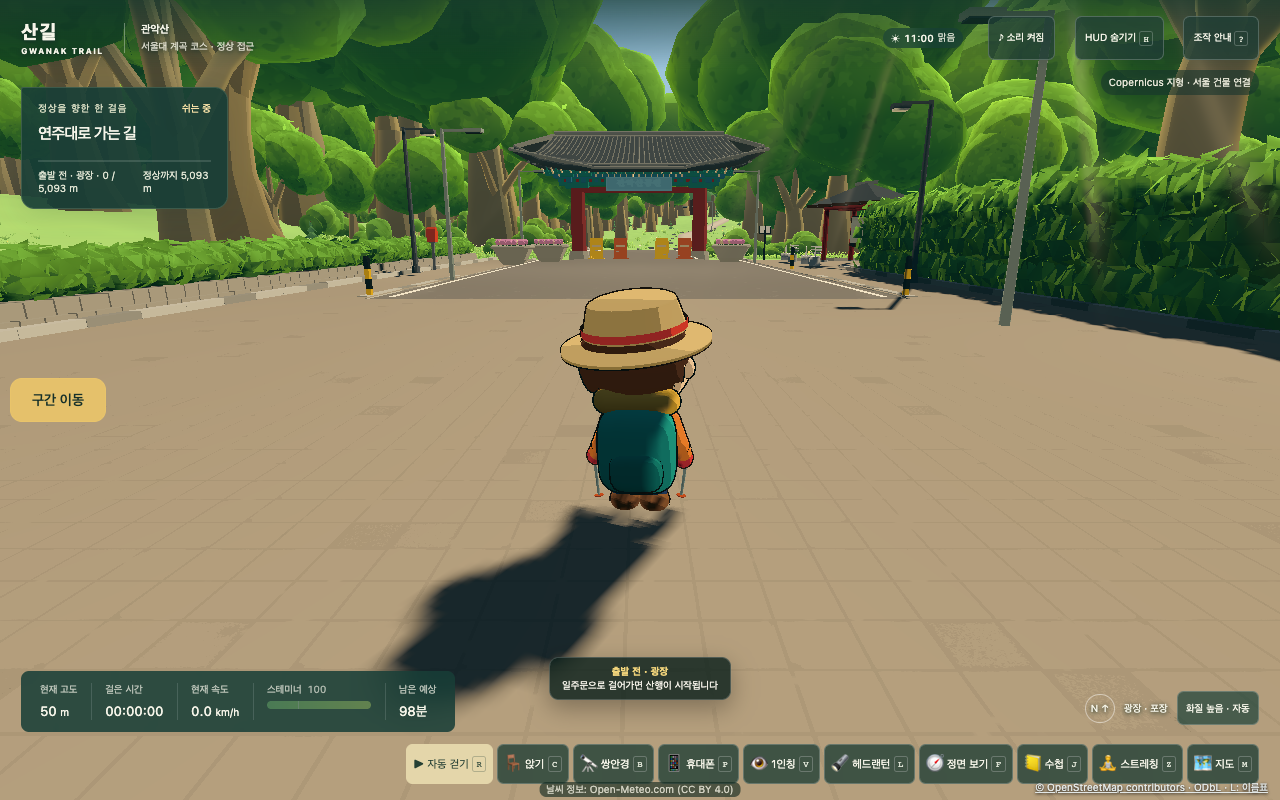 산길
GWANAK TRAIL
관악산
서울대 계곡 코스 · 정상 접근
☀ 11:00 맑음
♪ 소리 켜짐
HUD 숨기기 H
조작 안내 ?
Copernicus 지형 · 서울 건물 연결
정상을 향한 한 걸음
쉬는 중
연주대로 가는 길
출발 전 · 광장 · 0 /
5,093 m
정상까지 5,093
m
구간 이동
출발 전 · 광장
일주문으로 걸어가면 산행이 시작됩니다
현재 고도
50 m
걸은 시간
00:00:00
현재 속도
0.0 km/h
스테미너 100
남은 예상
98분
N ↑
광장 · 포장
화질 높음 · 자동
▶ 자동 걷기 R
앉기 C
쌍안경 B
휴대폰 P
1인칭 V
헤드랜턴 L
정면 보기 F
수첩 J
스트레칭 Z
지도 M
날씨 정보: Open-Meteo.com (CC BY 4.0)
© OpenStreetMap contributors · ODbL · L: 이름표